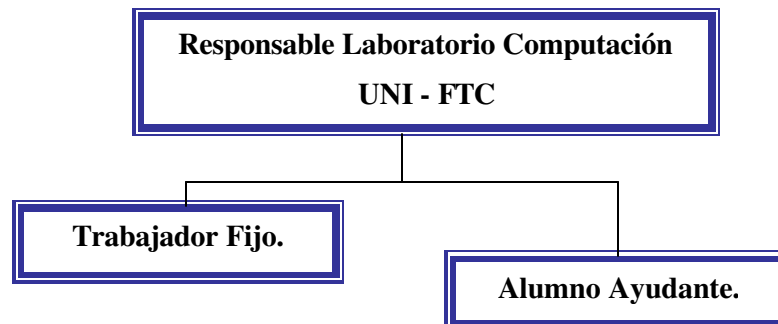 Responsable Laboratorio Computación
UNI - FTC
Trabajador Fijo.
Alumno Ayudante.